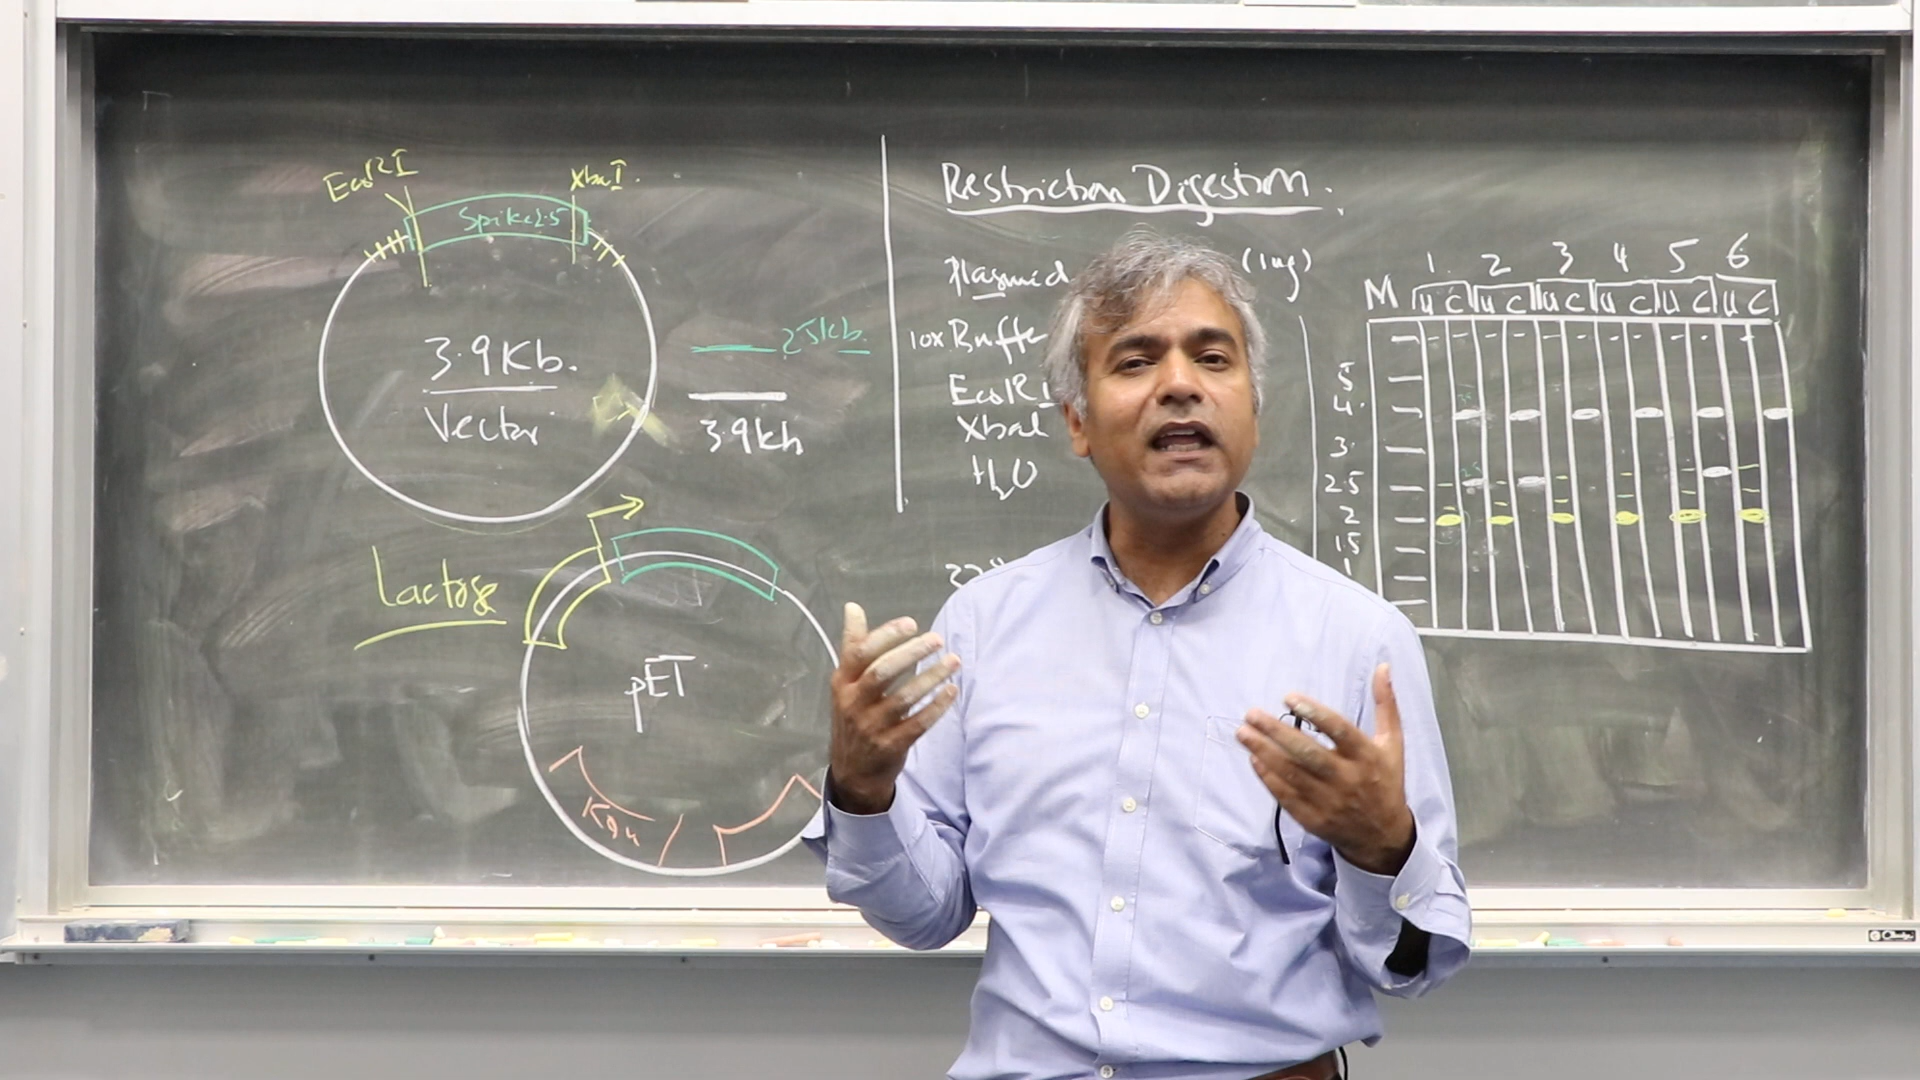 EcoRI
XbaI.
Spike 2.5
3.9Kb.
Vector
2.5kb.
3.9kb
Lactose
pET
Kan
Restriction Digestion.
Plasmid (1ug)
10x Buffe
EcoRI
XbaI
H2O
1 2 3 4 5 6
M U C U C U C U C U C U C
5
4
3
2.5
2
1.5
1